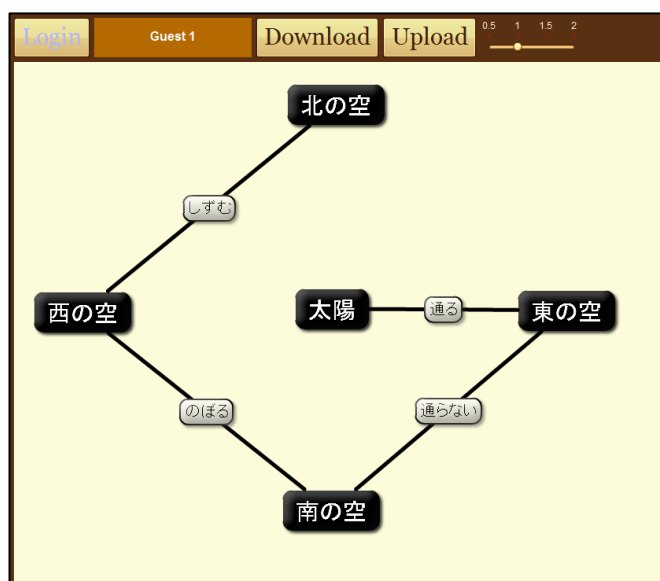 Login
Guest 1
Download
Upload
0.5 1 1.5 2
北の空
しずむ
西の空
太陽
通る
東の空
のぼる
通らない
南の空